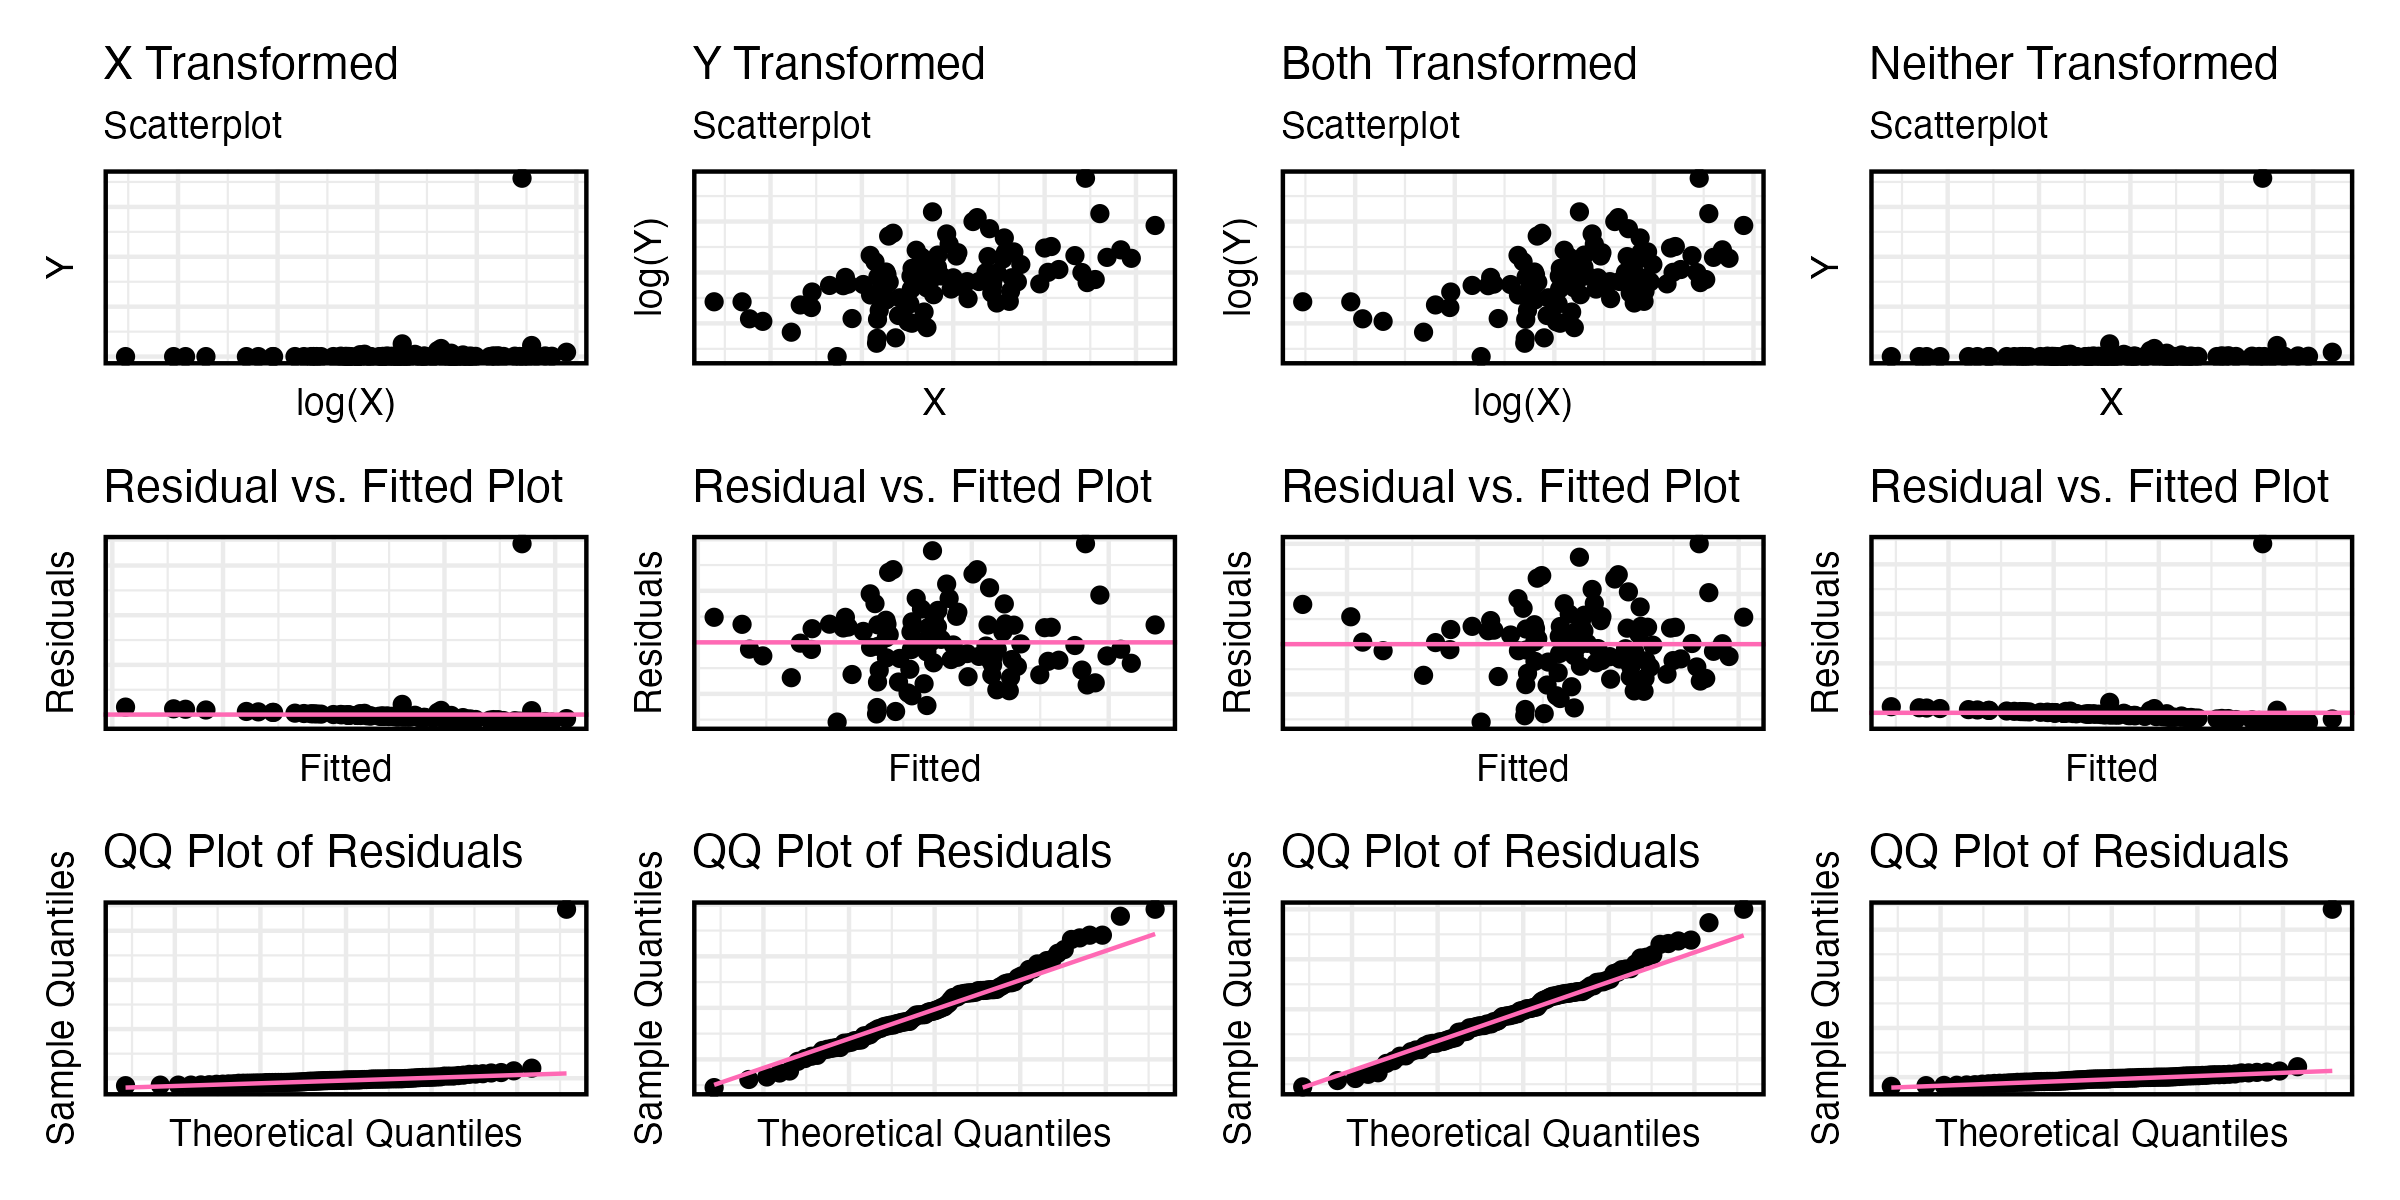 X Transformed
Scatterplot
Y
log(X)
Residual vs. Fitted Plot
Residuals
Fitted
QQ Plot of Residuals
Sample Quantiles
Theoretical Quantiles
Y Transformed
Scatterplot
log(Y)
X
Residual vs. Fitted Plot
Residuals
Fitted
QQ Plot of Residuals
Sample Quantiles
Theoretical Quantiles
Both Transformed
Scatterplot
log(Y)
log(X)
Residual vs. Fitted Plot
Residuals
Fitted
QQ Plot of Residuals
Sample Quantiles
Theoretical Quantiles
Neither Transformed
Scatterplot
Y
X
Residual vs. Fitted Plot
Residuals
Fitted
QQ Plot of Residuals
Sample Quantiles
Theoretical Quantiles